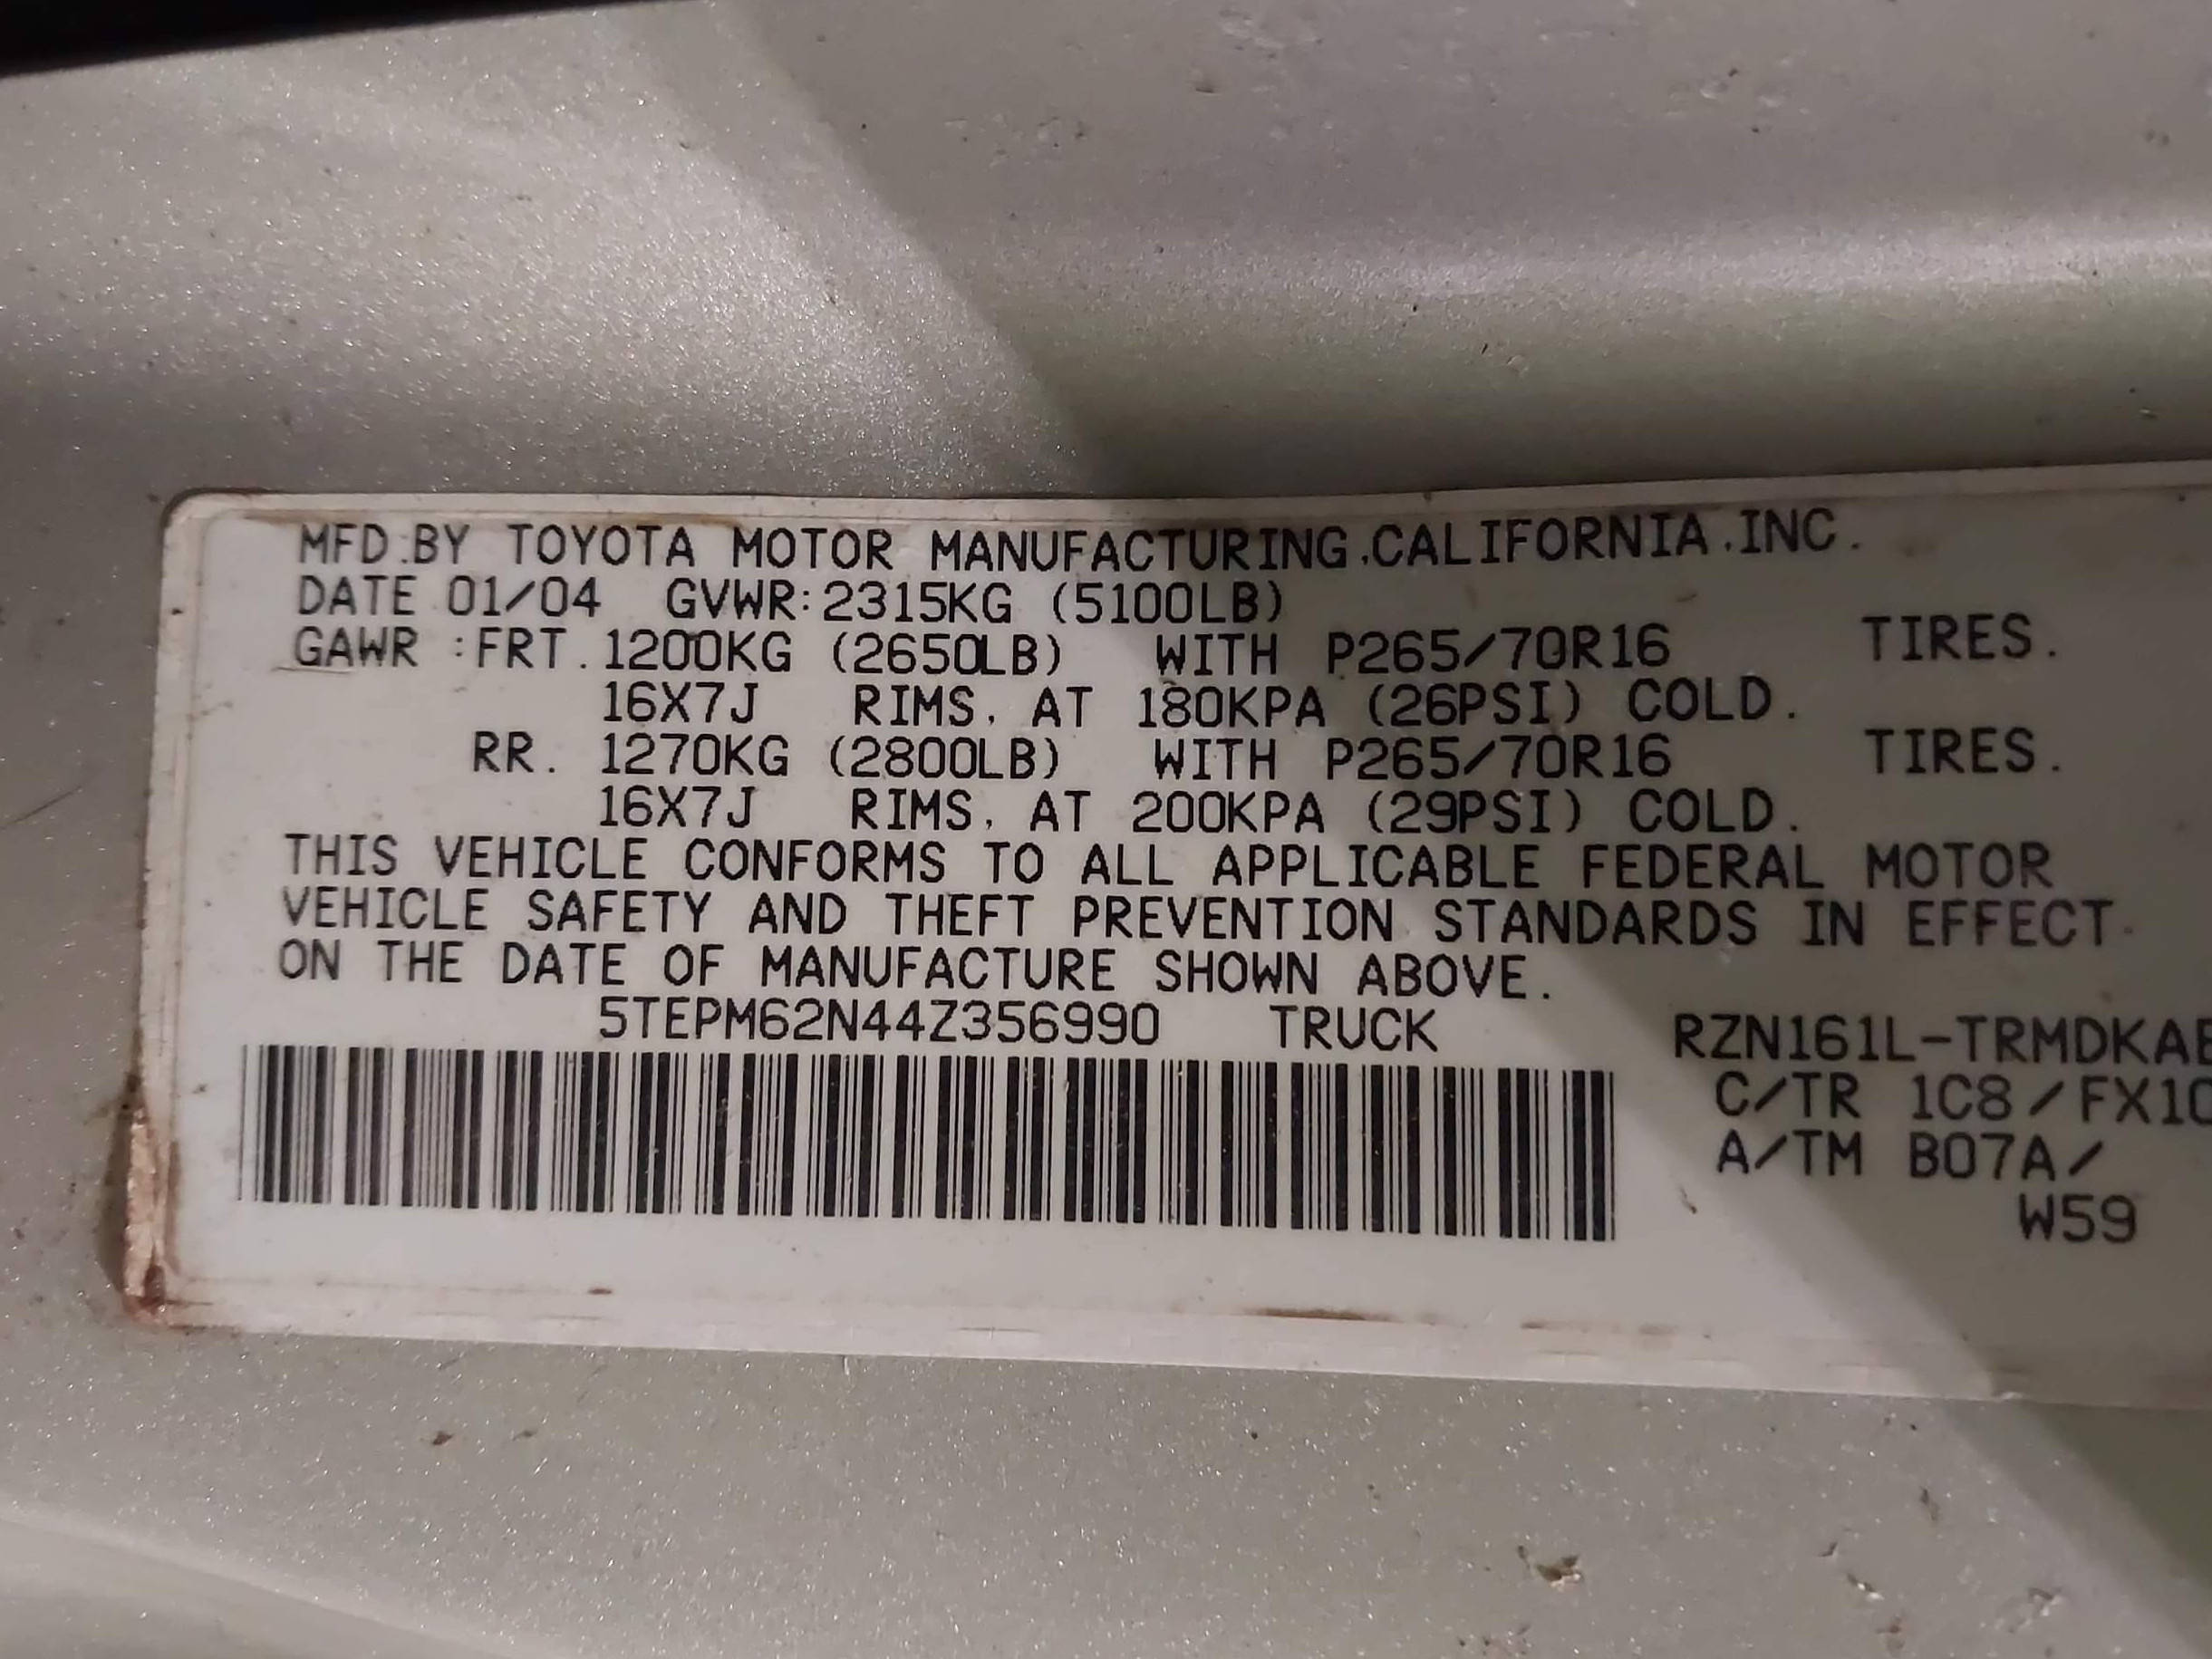 MFD.BY TOYOTA MOTOR MANUFACTURING.CALIFORNIA.INC.
DATE 01/04 GVWR:2315KG (5100LB)
GAWR :FRT. 1200KG (2650LB) WITH P265/70R16 TIRES.
16X7J RIMS. AT 180KPA (26PSI) COLD.
RR. 1270KG (2800LB) WITH P265/70R16 TIRES.
16X7J RIMS. AT 200KPA (29PSI) COLD.
THIS VEHICLE CONFORMS TO ALL APPLICABLE FEDERAL MOTOR
VEHICLE SAFETY AND THEFT PREVENTION STANDARDS IN EFFECT
ON THE DATE OF MANUFACTURE SHOWN ABOVE.
5TEPM62N44Z356990 TRUCK RZN161L-TRMDKA
C/TR 1C8/FX1
A/TM B07A/
W59